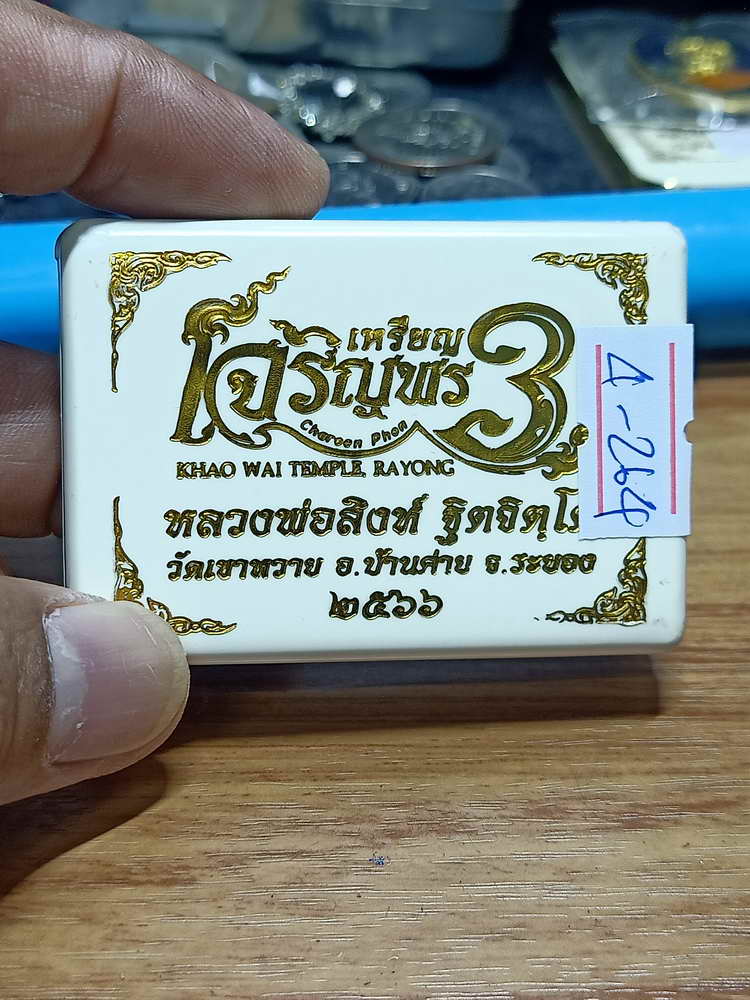 เหรียญ
โจริญพร 3
Charoen Phon
KHAO WAI TEMPLE, RAYONG
หลวงพ่อสิงห์ ฐิตจิตฺโต
วัดเขาหวาย อ.บ้านค่าย จ.ระยอง
๒๕๖๖
4-264